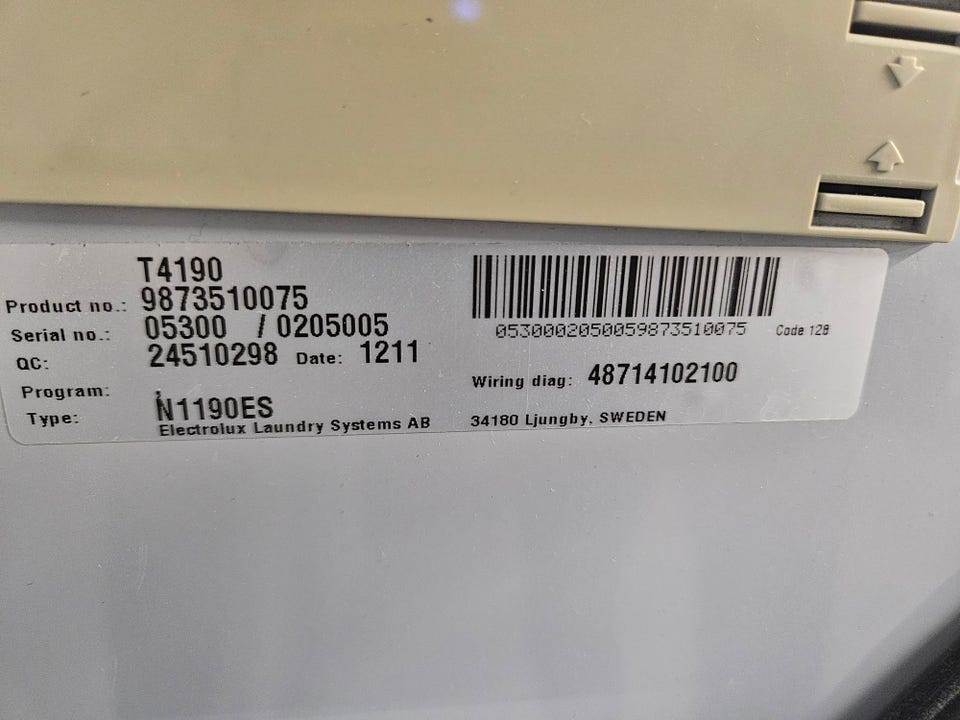 T4190
Product no.: 9873510075
Serial no.: 05300 / 0205005
QC: 24510298 Date: 1211
Program:
Type: N1190ES
Electrolux Laundry Systems AB
0530002050059873510075 Code 128
Wiring diag: 48714102100
34180 Ljungby, SWEDEN